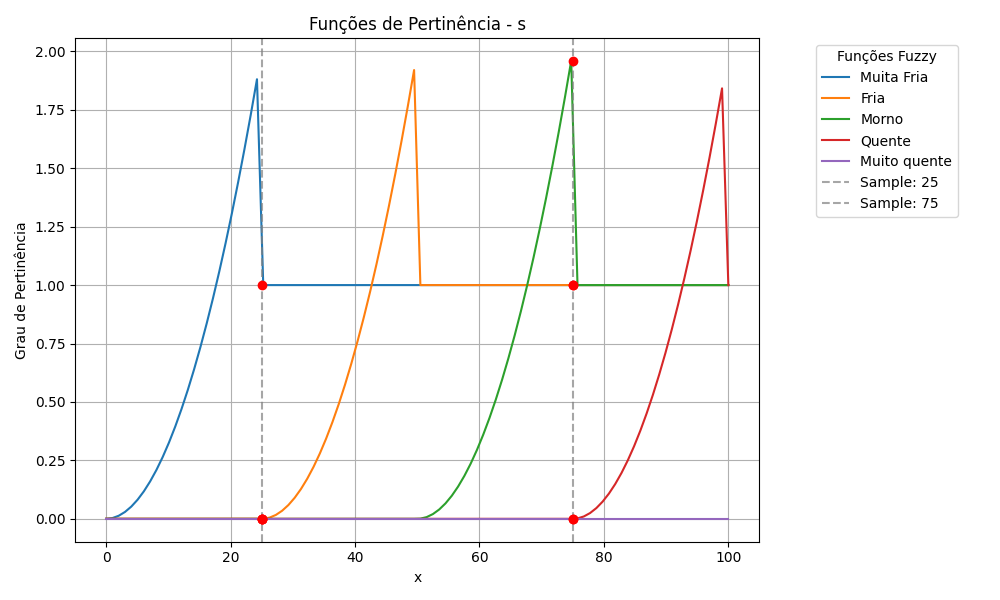 Funções de Pertinência - s
Grau de Pertinência
2.00
1.75
1.50
1.25
1.00
0.75
0.50
0.25
0.00
0 20 40 60 80 100
x
Funções Fuzzy
Muita Fria
Fria
Morno
Quente
Muito quente
Sample: 25
Sample: 75